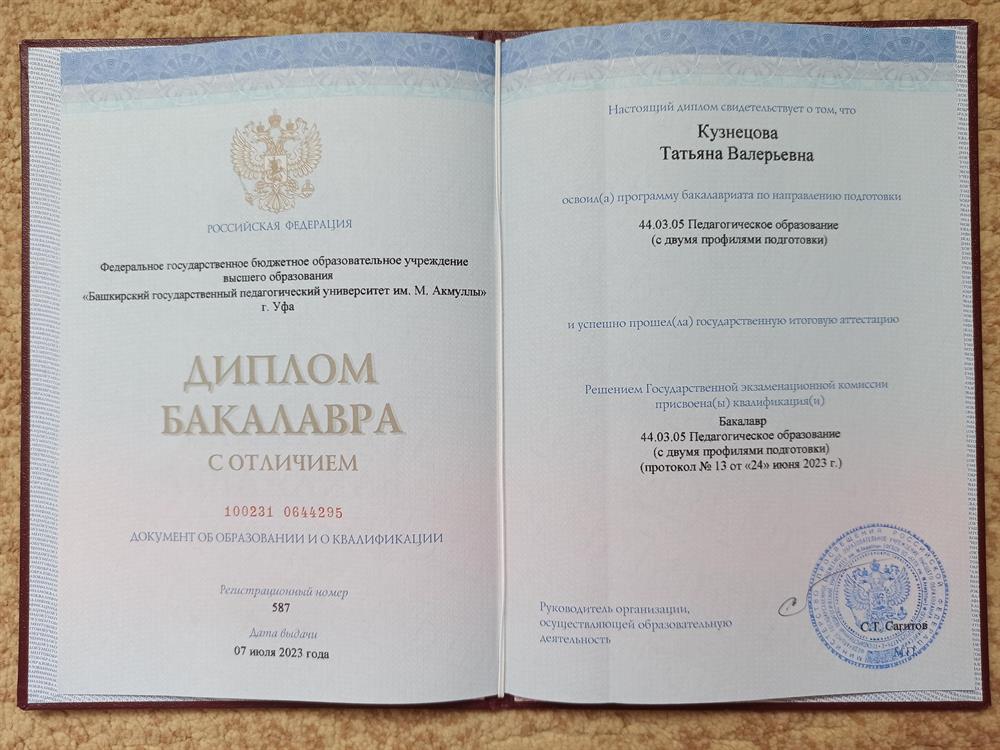 РОССИЙСКАЯ ФЕДЕРАЦИЯ
Федеральное государственное бюджетное образовательное учреждение
высшего образования
«Башкирский государственный педагогический университет им. М. Акмуллы»
г. Уфа
ДИПЛОМ
БАКАЛАВРА
С ОТЛИЧИЕМ
100231 0644295
ДОКУМЕНТ ОБ ОБРАЗОВАНИИ И О КВАЛИФИКАЦИИ
Регистрационный номер
587
Дата выдачи
07 июля 2023 года
Настоящий диплом свидетельствует о том, что
Кузнецова
Татьяна Валерьевна
освоил(а) программу бакалавриата по направлению подготовки
44.03.05 Педагогическое образование
(с двумя профилями подготовки)
и успешно прошел(ла) государственную итоговую аттестацию
Решением Государственной экзаменационной комиссии
присвоена(ы) квалификация(и)
Бакалавр
44.03.05 Педагогическое образование
(с двумя профилями подготовки)
(протокол № 13 от «24» июня 2023 г.)
Руководитель организации,
осуществляющей образовательную
деятельность
С.Т. Сагитов
М.П.